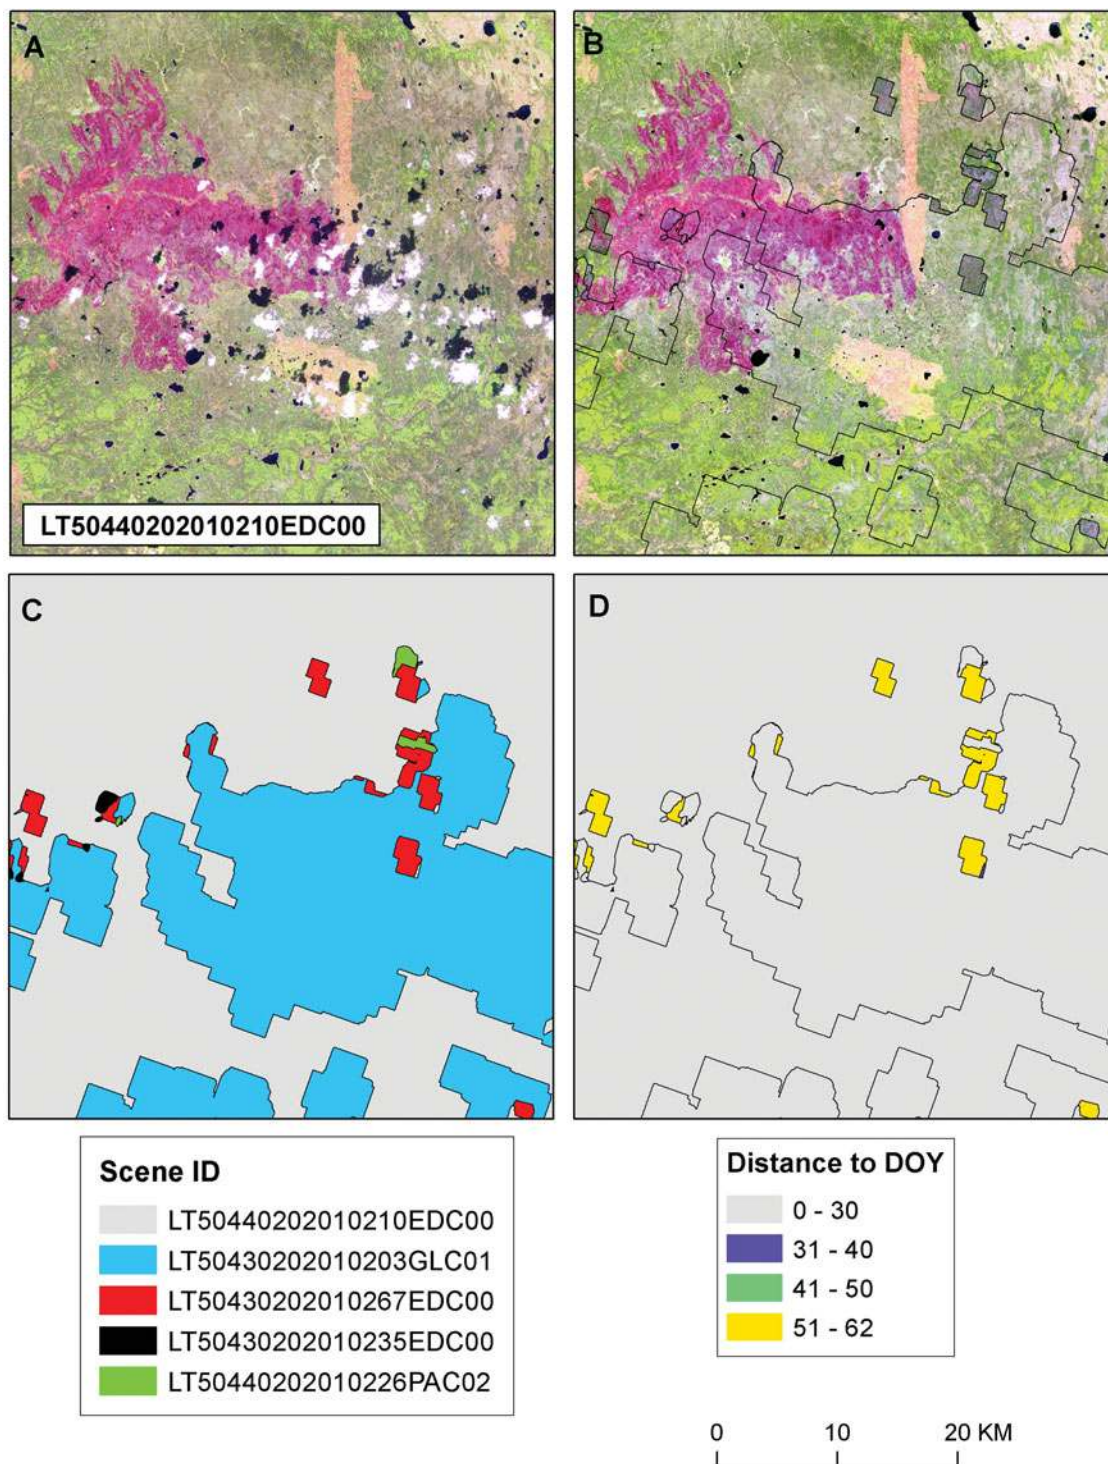 A
B
LT50440202010210EDC00
C
D
Scene ID
LT50440202010210EDC00
LT50430202010203GLC01
LT50430202010267EDC00
LT50430202010235EDC00
LT50440202010226PAC02
Distance to DOY
0 - 30
31 - 40
41 - 50
51 - 62
0 10 20 KM